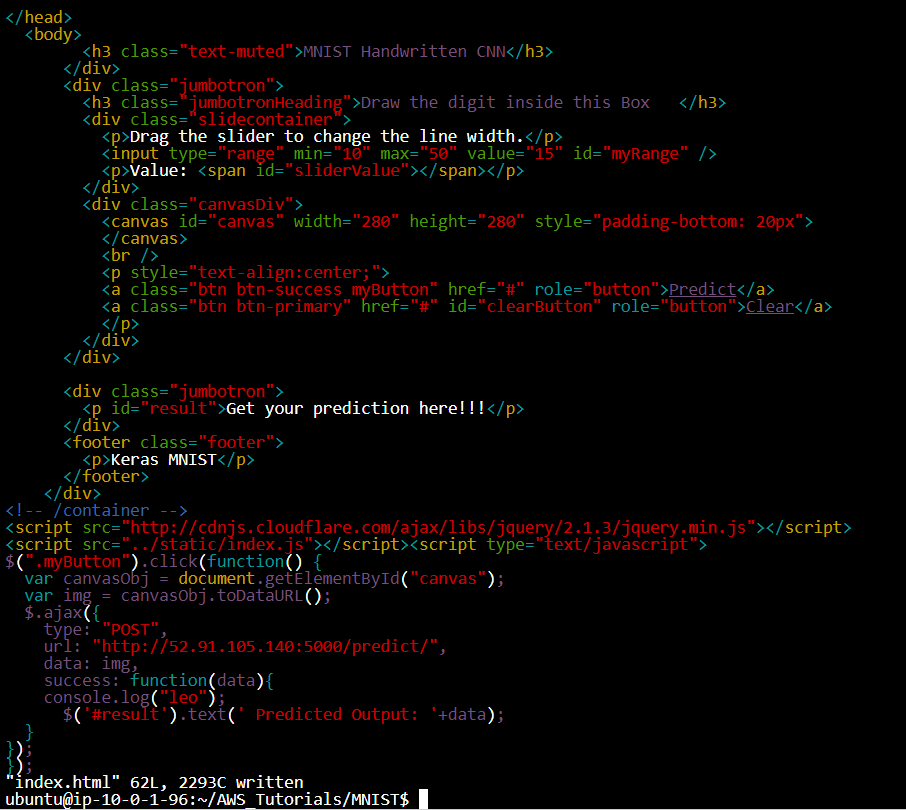 </head>
  <body>
        <h3 class="text-muted">MNIST Handwritten CNN</h3>
      </div>
      <div class="jumbotron">
        <h3 class="jumbotronHeading">Draw the digit inside this Box   </h3>
        <div class="slidecontainer">
          <p>Drag the slider to change the line width.</p>
          <input type="range" min="10" max="50" value="15" id="myRange" />
          <p>Value: <span id="sliderValue"></span></p>
        </div>
        <div class="canvasDiv">
          <canvas id="canvas" width="280" height="280" style="padding-bottom: 20px">
          </canvas>
          <br />
          <p style="text-align:center;">
          <a class="btn btn-success myButton" href="#" role="button">Predict</a>
          <a class="btn btn-primary" href="#" id="clearButton" role="button">Clear</a>
          </p>
        </div>
      </div>

      <div class="jumbotron">
        <p id="result">Get your prediction here!!!</p>
      </div>
      <footer class="footer">
        <p>Keras MNIST</p>
      </footer>
    </div>
<!-- /container -->
<script src="http://cdnjs.cloudflare.com/ajax/libs/jquery/2.1.3/jquery.min.js"></script>
<script src="../static/index.js"></script><script type="text/javascript">
$(".myButton").click(function() {
  var canvasObj = document.getElementById("canvas");
  var img = canvasObj.toDataURL();
  $.ajax({
    type: "POST",
    url: "http://52.91.105.140:5000/predict/",
    data: img,
    success: function(data){
    console.log("leo");
      $('#result').text(' Predicted Output: '+data);
  }
});
});
"index.html" 62L, 2293C written
ubuntu@ip-10-0-1-96:~/AWS_Tutorials/MNIST$